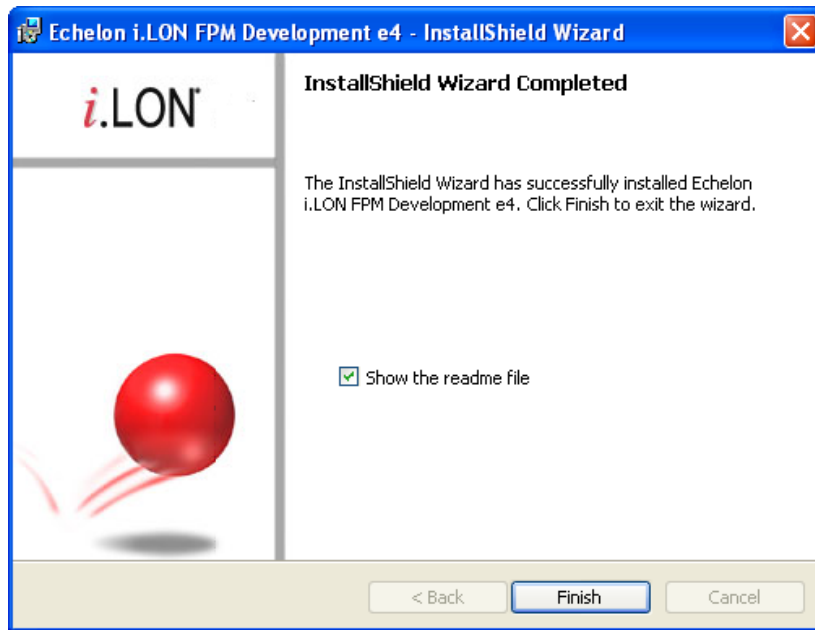 Echelon i.LON FPM Development e4 - InstallShield Wizard
i.LON
InstallShield Wizard Completed
The InstallShield Wizard has successfully installed Echelon
i.LON FPM Development e4. Click Finish to exit the wizard.
Show the readme file
< Back
Finish
Cancel